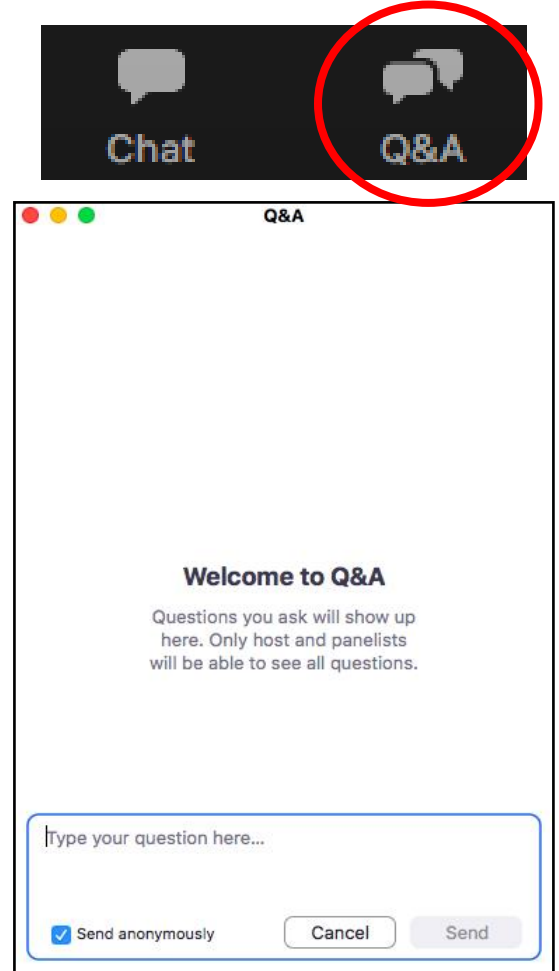 Chat Q&A
Q&A
Welcome to Q&A
Questions you ask will show up
here. Only host and panelists
will be able to see all questions.
Type your question here...
Send anonymously Cancel Send